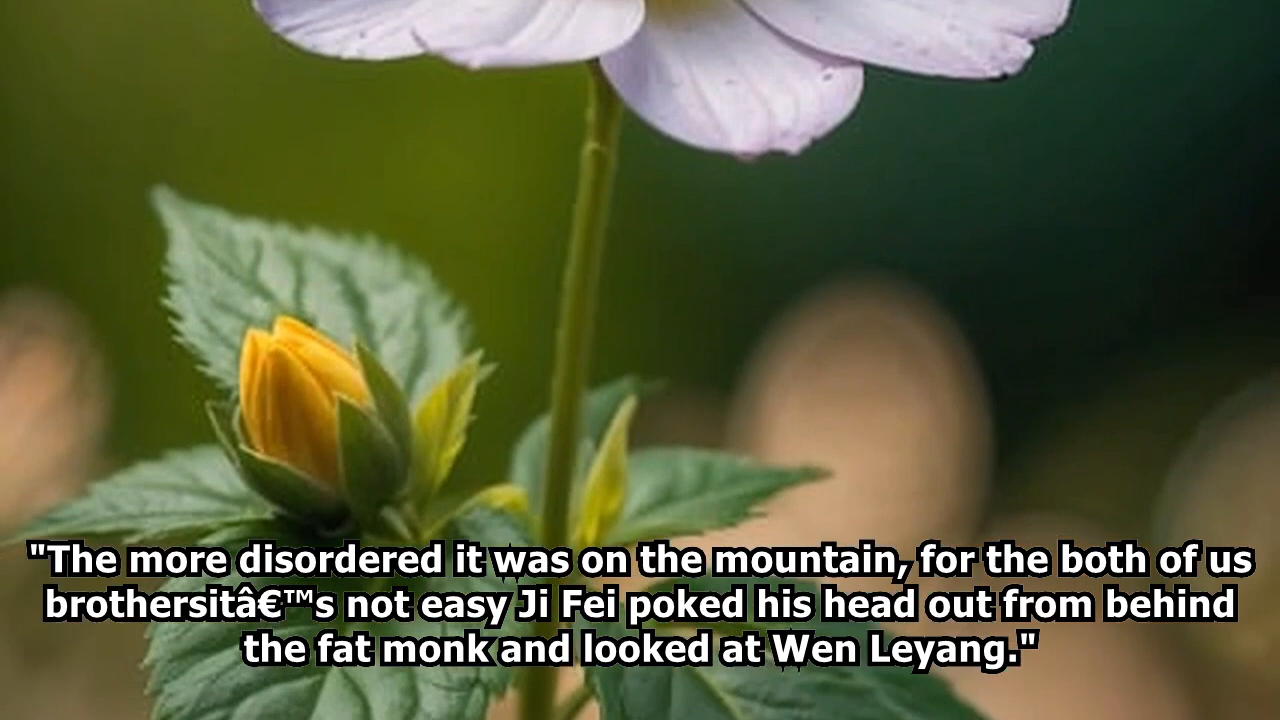 "The more disordered it was on the mountain, for the both of us
brothersitâ€™s not easy Ji Fei poked his head out from behind
the fat monk and looked at Wen Leyang."